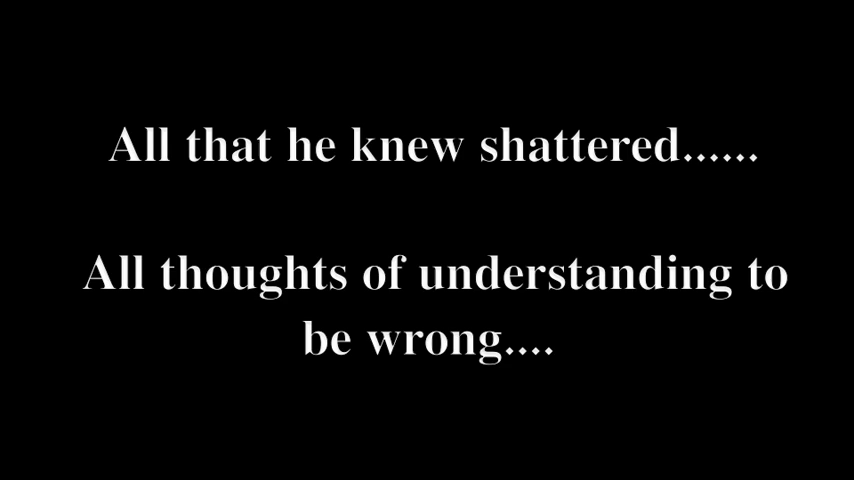 All that he knew shattered......
All thoughts of understanding to
be wrong....